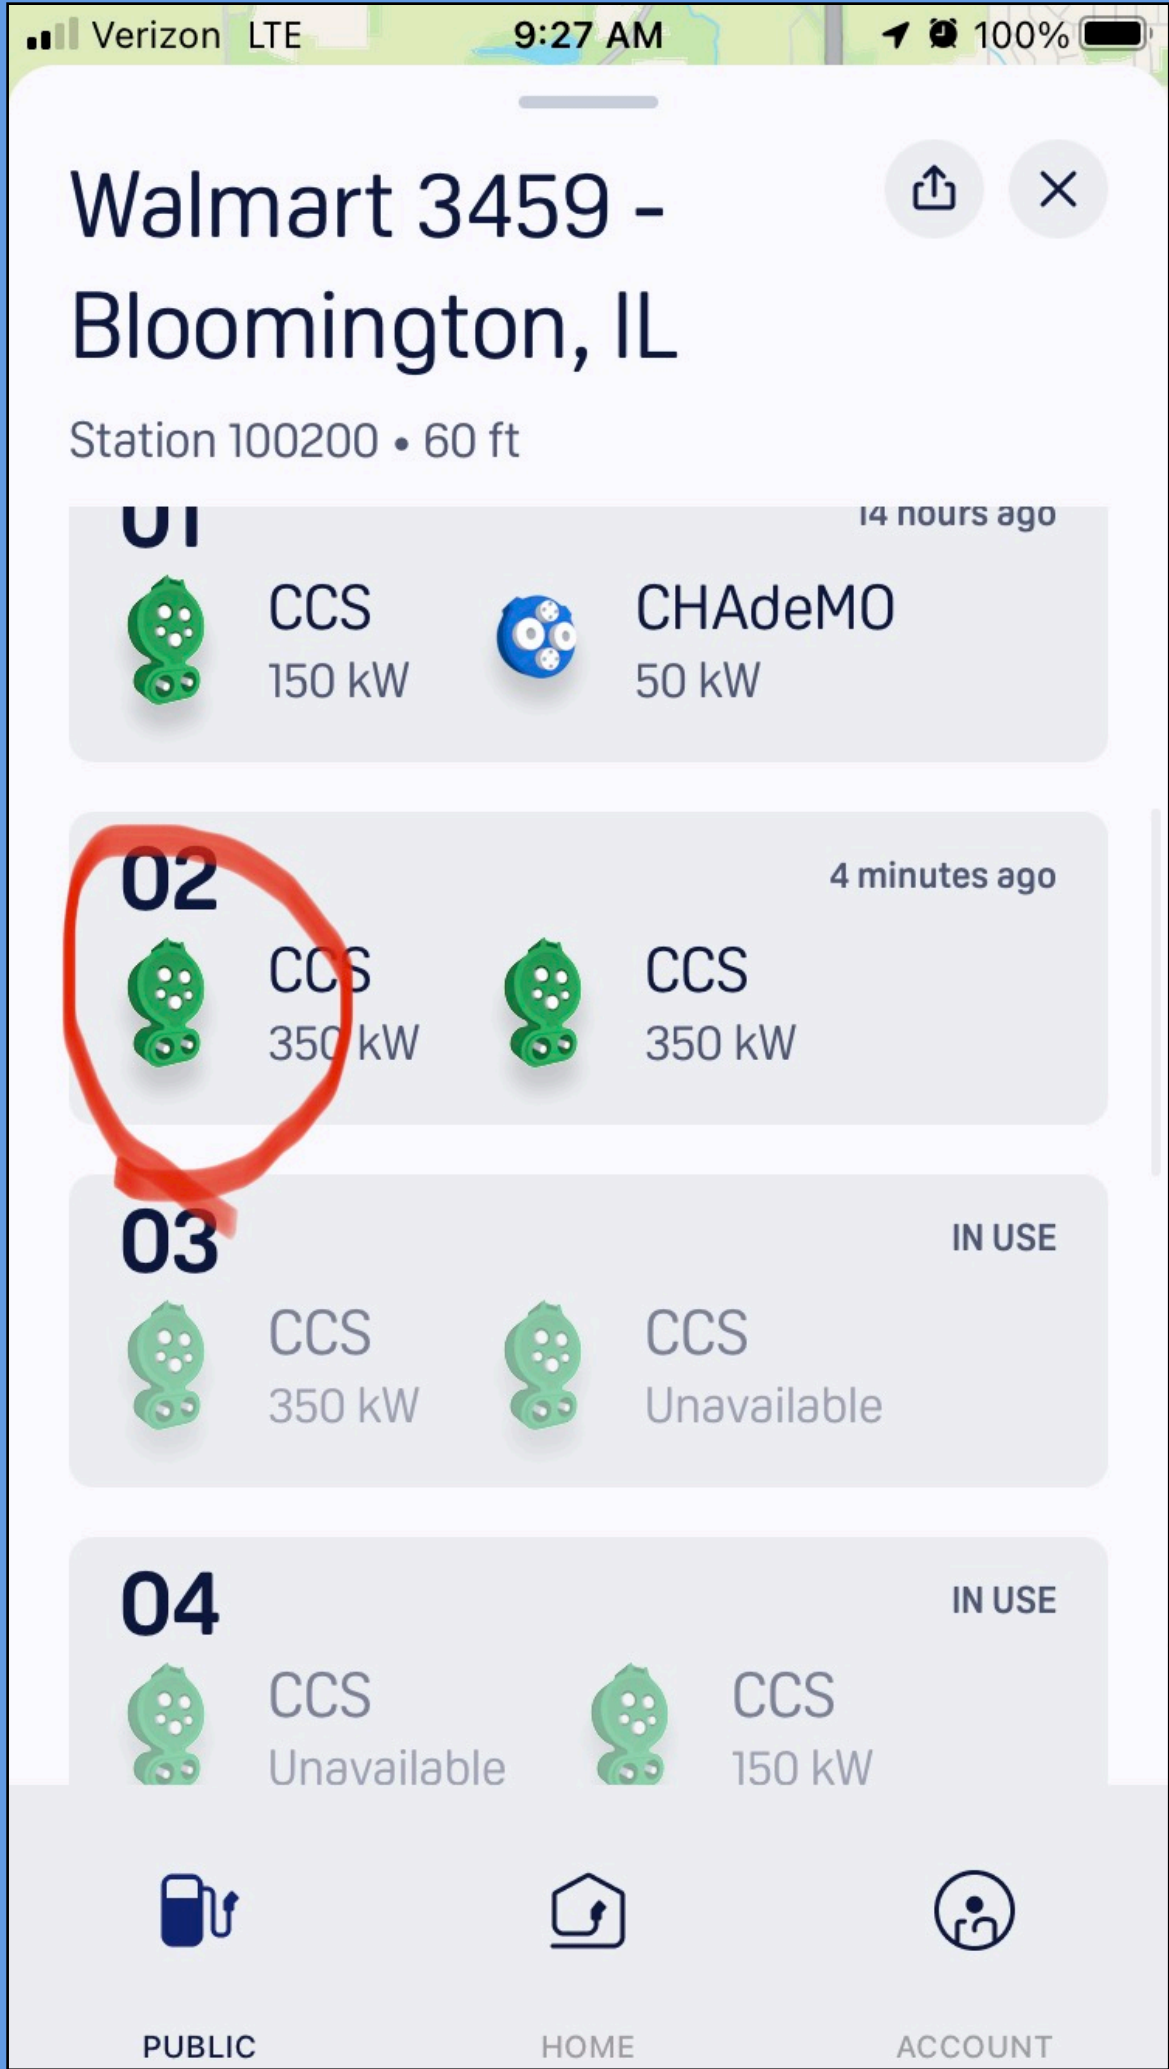 Verizon LTE 9:27 AM 100%
Walmart 3459 -
Bloomington, IL
Station 100200 • 60 ft
01 14 hours ago
CCS CHAdeMO
150 kW 50 kW
02 4 minutes ago
CCS CCS
350 kW 350 kW
03 IN USE
CCS CCS
350 kW Unavailable
04 IN USE
CCS CCS
Unavailable 150 kW
PUBLIC HOME ACCOUNT